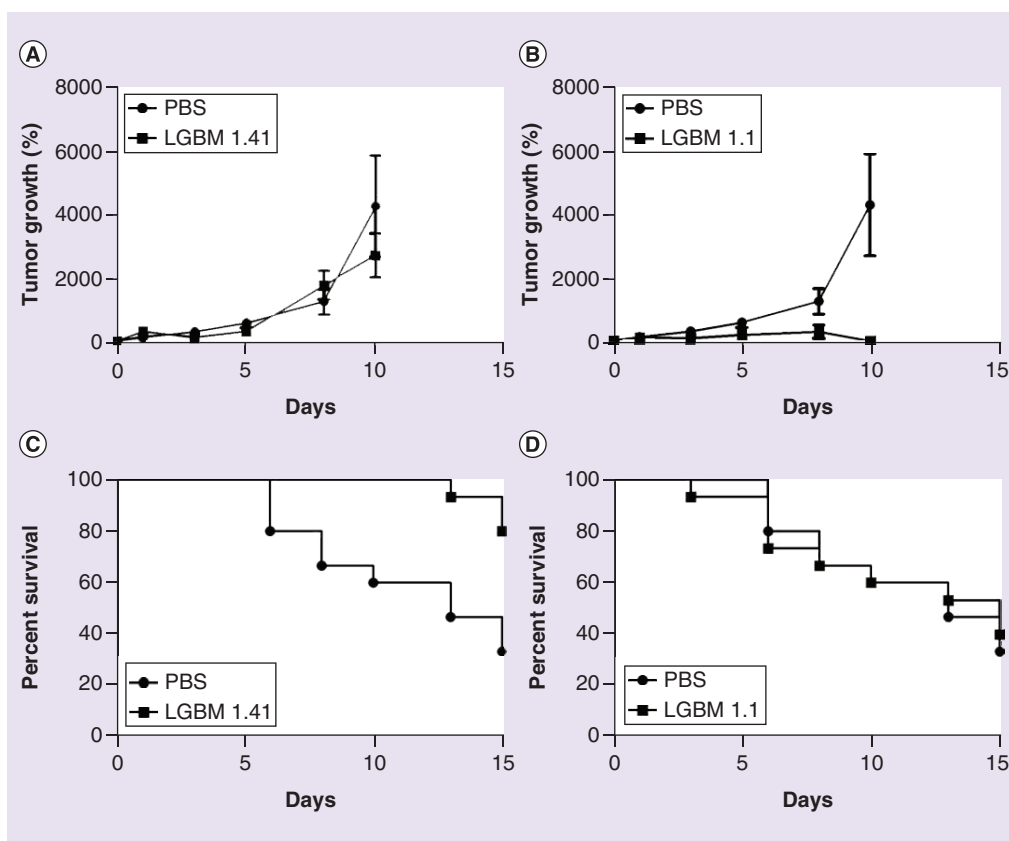 A
8000
6000
4000
2000
0
Tumor growth (%)
PBS
LGBM 1.41
0 5 10 15
Days
B
8000
6000
4000
2000
0
Tumor growth (%)
PBS
LGBM 1.1
0 5 10 15
Days
C
100
80
60
40
20
0
Percent survival
PBS
LGBM 1.41
0 5 10 15
Days
D
100
80
60
40
20
0
Percent survival
PBS
LGBM 1.1
0 5 10 15
Days